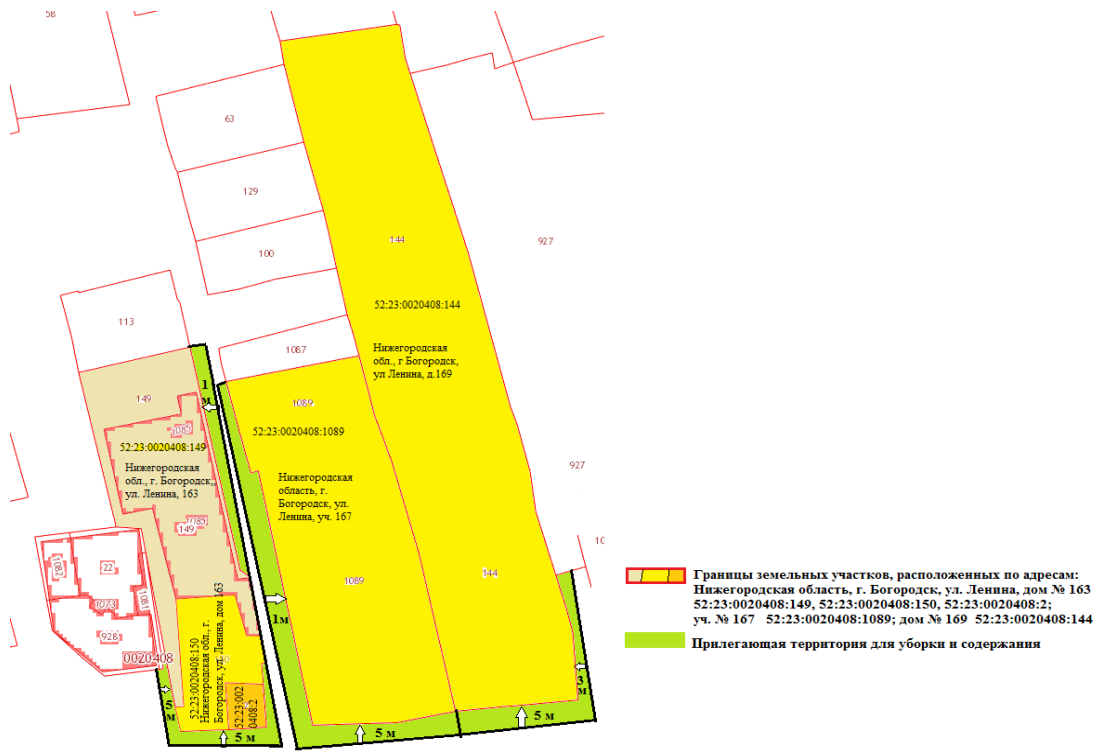 58
63
129
100
144
927
52:23:0020408:144
113
1087
Нижегородская
обл., г Богородск,
ул Ленина, д.169
1
м
149
1089
1085
52:23:0020408:1089
52:23:0020408:149
Нижегородская
обл., г. Богородск,
ул. Ленина, 163
Нижегородская
область, г.
Богородск, ул.
Ленина, уч. 167
927
149
1085
10
1082
22
1089
144
1073
1081
928
0020408
1м
52:23:0020408:150
Нижегородская обл., г.
Богородск, ул. Ленина, дом 163
52:23:002
0408:2
5
м
5 м
5 м
5 м
3
м
Границы земельных участков, расположенных по адресам:
Нижегородская область, г. Богородск, ул. Ленина, дом № 163
52:23:0020408:149, 52:23:0020408:150, 52:23:0020408:2;
уч. № 167 52:23:0020408:1089; дом № 169 52:23:0020408:144
Прилегающая территория для уборки и содержания